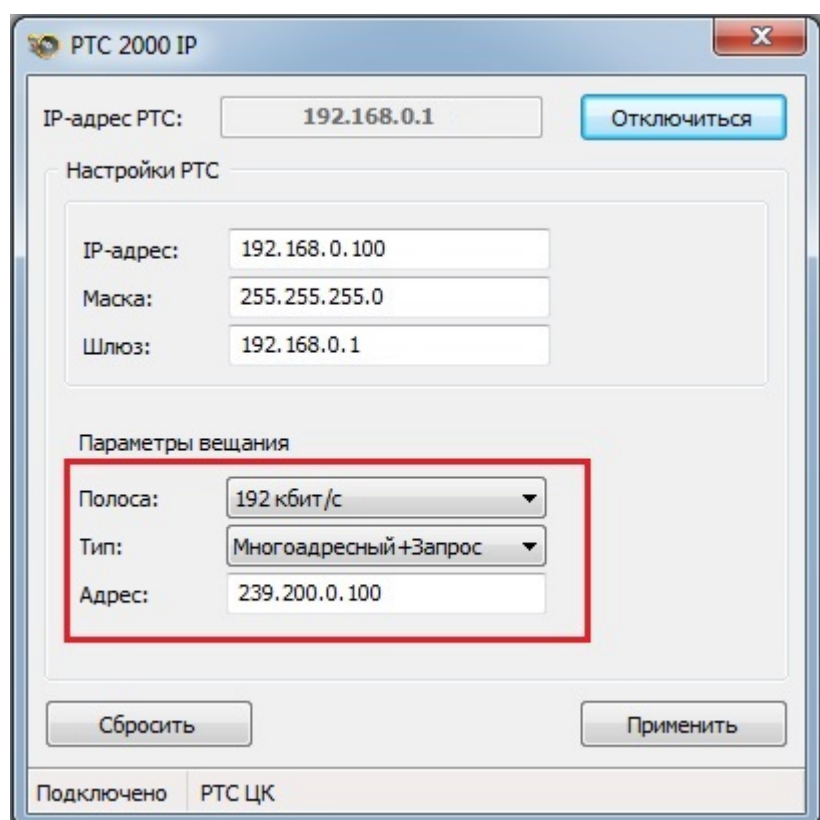 РТС 2000 IP
IP-адрес РТС: 192.168.0.1 Отключиться
Настройки РТС
IP-адрес: 192.168.0.100
Маска: 255.255.255.0
Шлюз: 192.168.0.1
Параметры вещания
Полоса: 192 кбит/с
Тип: Многоадресный+Запрос
Адрес: 239.200.0.100
Сбросить Применить
Подключено РТС ЦК